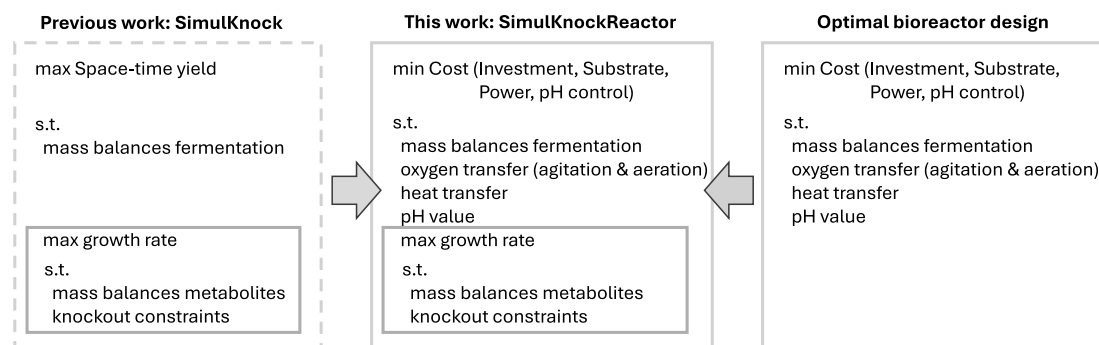 Previous work: SimulKnock
max Space-time yield
s.t.
mass balances fermentation
max growth rate
s.t.
mass balances metabolites
knockout constraints
This work: SimulKnockReactor
min Cost (Investment, Substrate,
Power, pH control)
s.t.
mass balances fermentation
oxygen transfer (agitation & aeration)
heat transfer
pH value
max growth rate
s.t.
mass balances metabolites
knockout constraints
Optimal bioreactor design
min Cost (Investment, Substrate,
Power, pH control)
s.t.
mass balances fermentation
oxygen transfer (agitation & aeration)
heat transfer
pH value